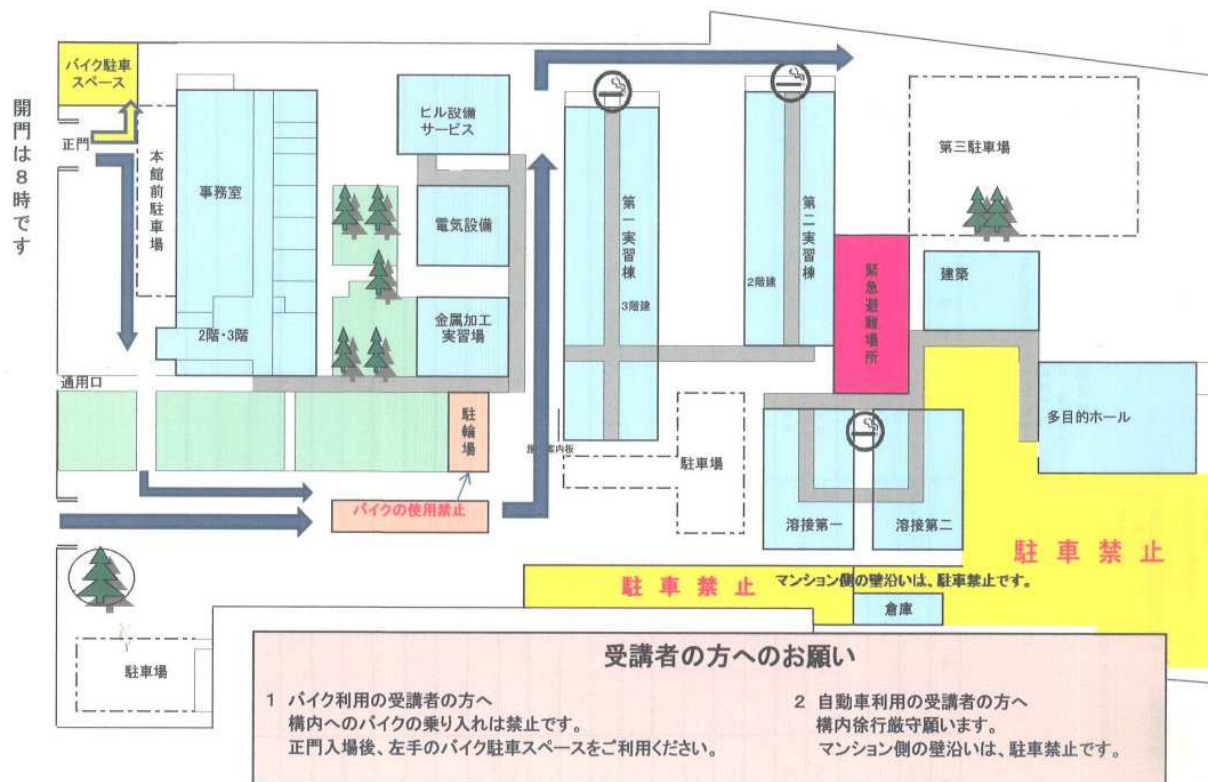 バイク駐車
スペース
開門は8時です
正門
本館前駐車場
事務室
2階・3階
ヒル設備
サービス
電気設備
金属加工
実習場
第一実習棟
3階建
第二実習棟
2階建
第三駐車場
緊急避難場所
建築
多目的ホール
通用口
駐輪場
案内板
駐車場
バイクの使用禁止
溶接第一
溶接第二
駐車禁止
駐車禁止
マンション側の壁沿いは、駐車禁止です。
倉庫
駐車場
受講者の方へのお願い
1 バイク利用の受講者の方へ
構内へのバイクの乗り入れは禁止です。
正門入場後、左手のバイク駐車スペースをご利用ください。
2 自動車利用の受講者の方へ
構内徐行厳守願います。
マンション側の壁沿いは、駐車禁止です。